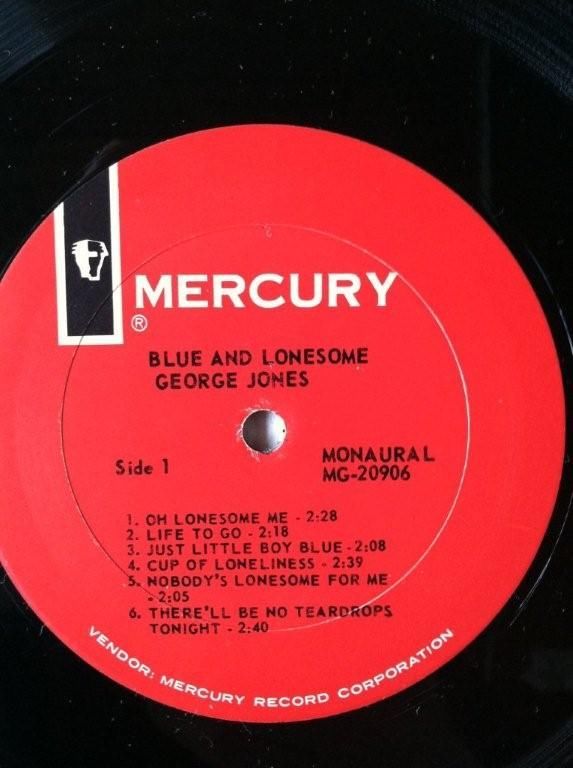 MERCURY
®
BLUE AND LONESOME
GEORGE JONES
Side 1
MONAURAL
MG-20906
1. OH LONESOME ME - 2:28
2. LIFE TO GO - 2:18
3. JUST LITTLE BOY BLUE - 2:08
4. CUP OF LONELINESS - 2:39
5. NOBODY'S LONESOME FOR ME
- 2:05
6. THERE'LL BE NO TEARDROPS
TONIGHT - 2:40
VENDOR: MERCURY RECORD CORPORATION